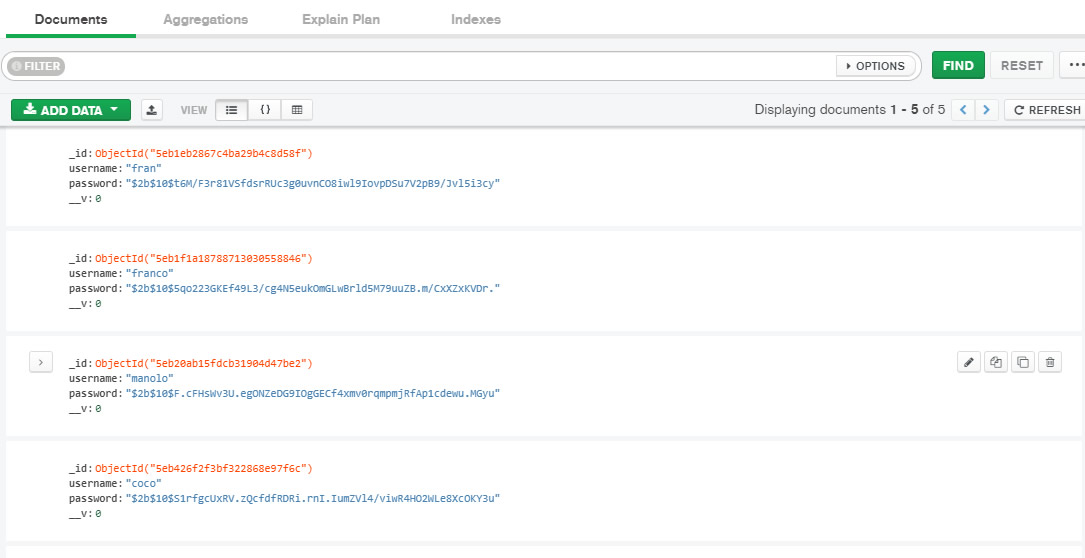 Documents Aggregations Explain Plan Indexes
FILTER OPTIONS FIND RESET
ADD DATA VIEW {} Displaying documents 1 - 5 of 5 REFRESH
_id: ObjectId("5eb1eb2867c4ba29b4c8d58f")
username: "fran"
password: "$2b$10$t6M/F3r81VSfdsrRUc3g0uvnCO8iwl9IovpDSu7V2pB9/Jvl5i3cy"
__v: 0
_id: ObjectId("5eb1f1a18788713030558846")
username: "franco"
password: "$2b$10$5qo223GKEf49L3/cg4N5eukOmGLwBrld5M79uuZB.m/CxXZxKVDr."
__v: 0
_id: ObjectId("5eb20ab15fdcb31904d47be2")
username: "manolo"
password: "$2b$10$F.cFHsWv3U.egONZeDG9IOgGECf4xmv0rqmpmjRfAp1cdewu.MGyu"
__v: 0
_id: ObjectId("5eb426f2f3bf322868e97f6c")
username: "coco"
password: "$2b$10$S1rfgcUxRV.zQcfdfRDRi.rnI.IumZVl4/viwR4HO2WLe8XcOKY3u"
__v: 0